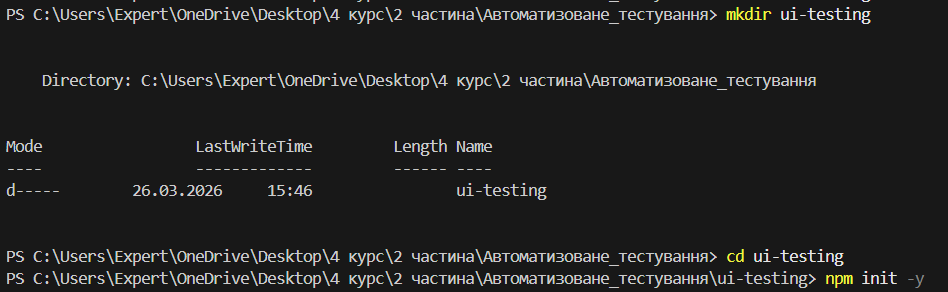 PS C:\Users\Expert\OneDrive\Desktop\4 курс\2 частина\Автоматизоване_тестування> mkdir ui-testing
Directory: C:\Users\Expert\OneDrive\Desktop\4 курс\2 частина\Автоматизоване_тестування
Mode LastWriteTime Length Name
---- ------------- ------ ----
d----- 26.03.2026 15:46 ui-testing
PS C:\Users\Expert\OneDrive\Desktop\4 курс\2 частина\Автоматизоване_тестування> cd ui-testing
PS C:\Users\Expert\OneDrive\Desktop\4 курс\2 частина\Автоматизоване_тестування\ui-testing> npm init -y